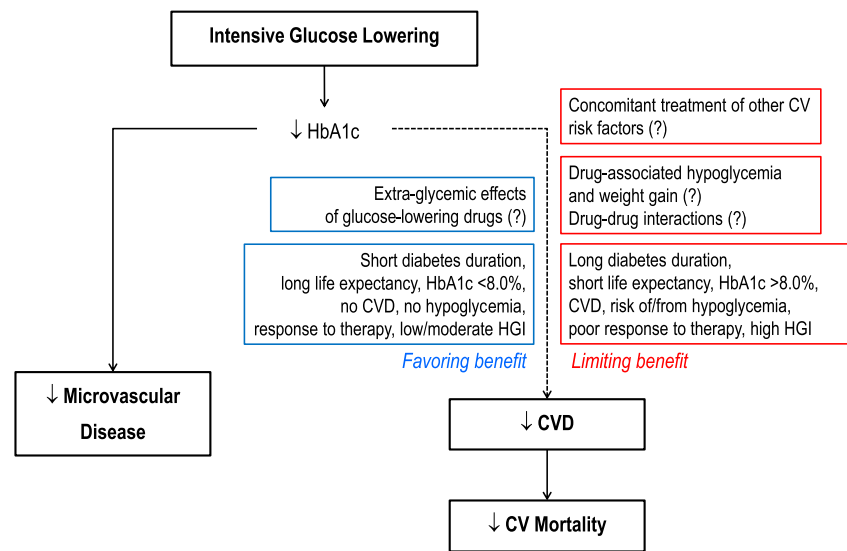 Intensive Glucose Lowering
↓ HbA1c
Concomitant treatment of other CV
risk factors (?)
Extra-glycemic effects
of glucose-lowering drugs (?)
Drug-associated hypoglycemia
and weight gain (?)
Drug-drug interactions (?)
Short diabetes duration,
long life expectancy, HbA1c <8.0%,
no CVD, no hypoglycemia,
response to therapy, low/moderate HGI
Long diabetes duration,
short life expectancy, HbA1c >8.0%,
CVD, risk of/from hypoglycemia,
poor response to therapy, high HGI
Favoring benefit
Limiting benefit
↓ Microvascular
Disease
↓ CVD
↓ CV Mortality